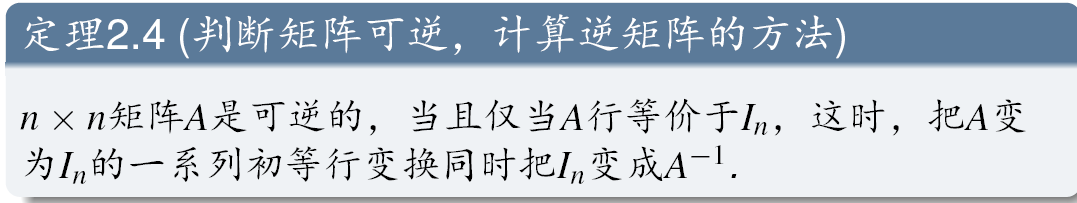 定理2.4 (判断矩阵可逆，计算逆矩阵的方法)
n × n矩阵A是可逆的，当且仅当A行等价于Iₙ，这时，把A变
为Iₙ的一系列初等行变换同时把Iₙ变成A⁻¹.